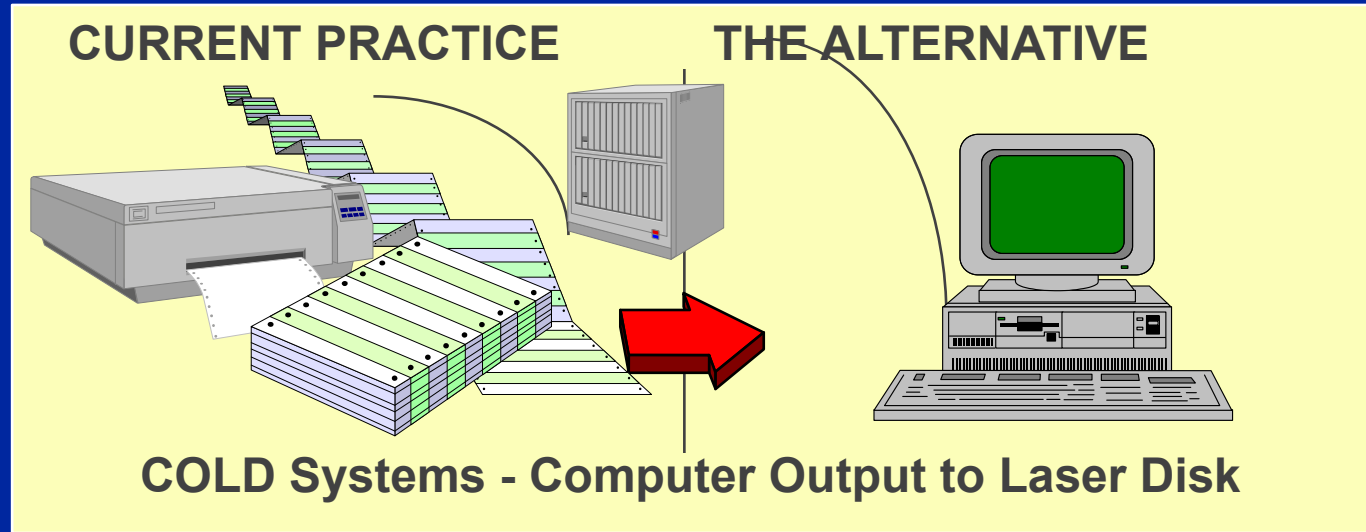 CURRENT PRACTICE
THE ALTERNATIVE
COLD Systems - Computer Output to Laser Disk